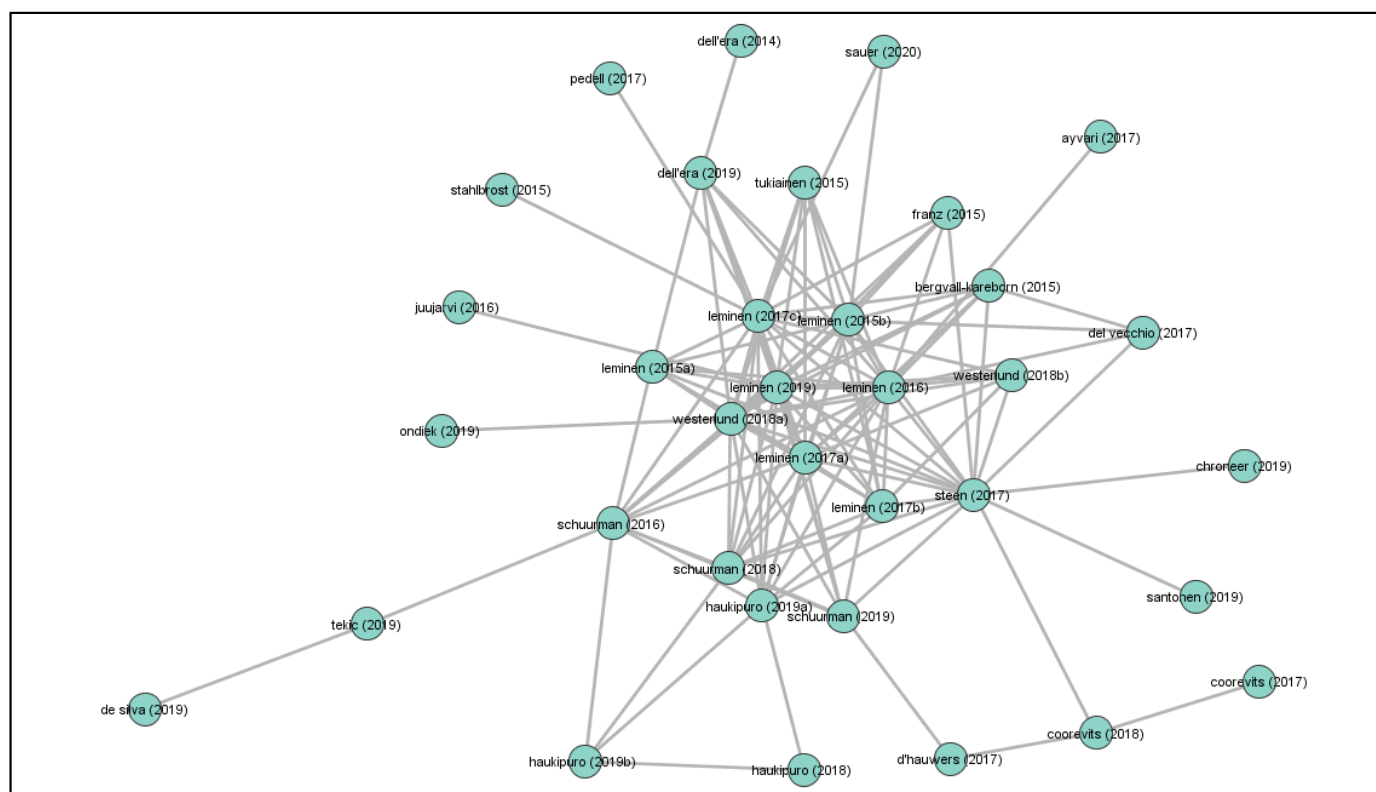 dell'era (2014)
sauer (2020)
pedell (2017)
ayvari (2017)
dell'era (2019)
tukiainen (2015)
stahlbrost (2015)
franz (2015)
bergvall-kareborn (2015)
juujarvi (2016)
leminen (2017c)
leminen (2015b)
del vecchio (2017)
leminen (2015a)
leminen (2019)
leminen (2016)
westerlund (2018b)
westerlund (2018a)
ondiek (2019)
leminen (2017a)
chroneer (2019)
steen (2017)
leminen (2017b)
schuurman (2016)
schuurman (2018)
santonen (2019)
haukipuro (2019a)
schuurman (2019)
tekic (2019)
coorevits (2017)
de silva (2019)
coorevits (2018)
haukipuro (2019b)
d'hauwers (2017)
haukipuro (2018)